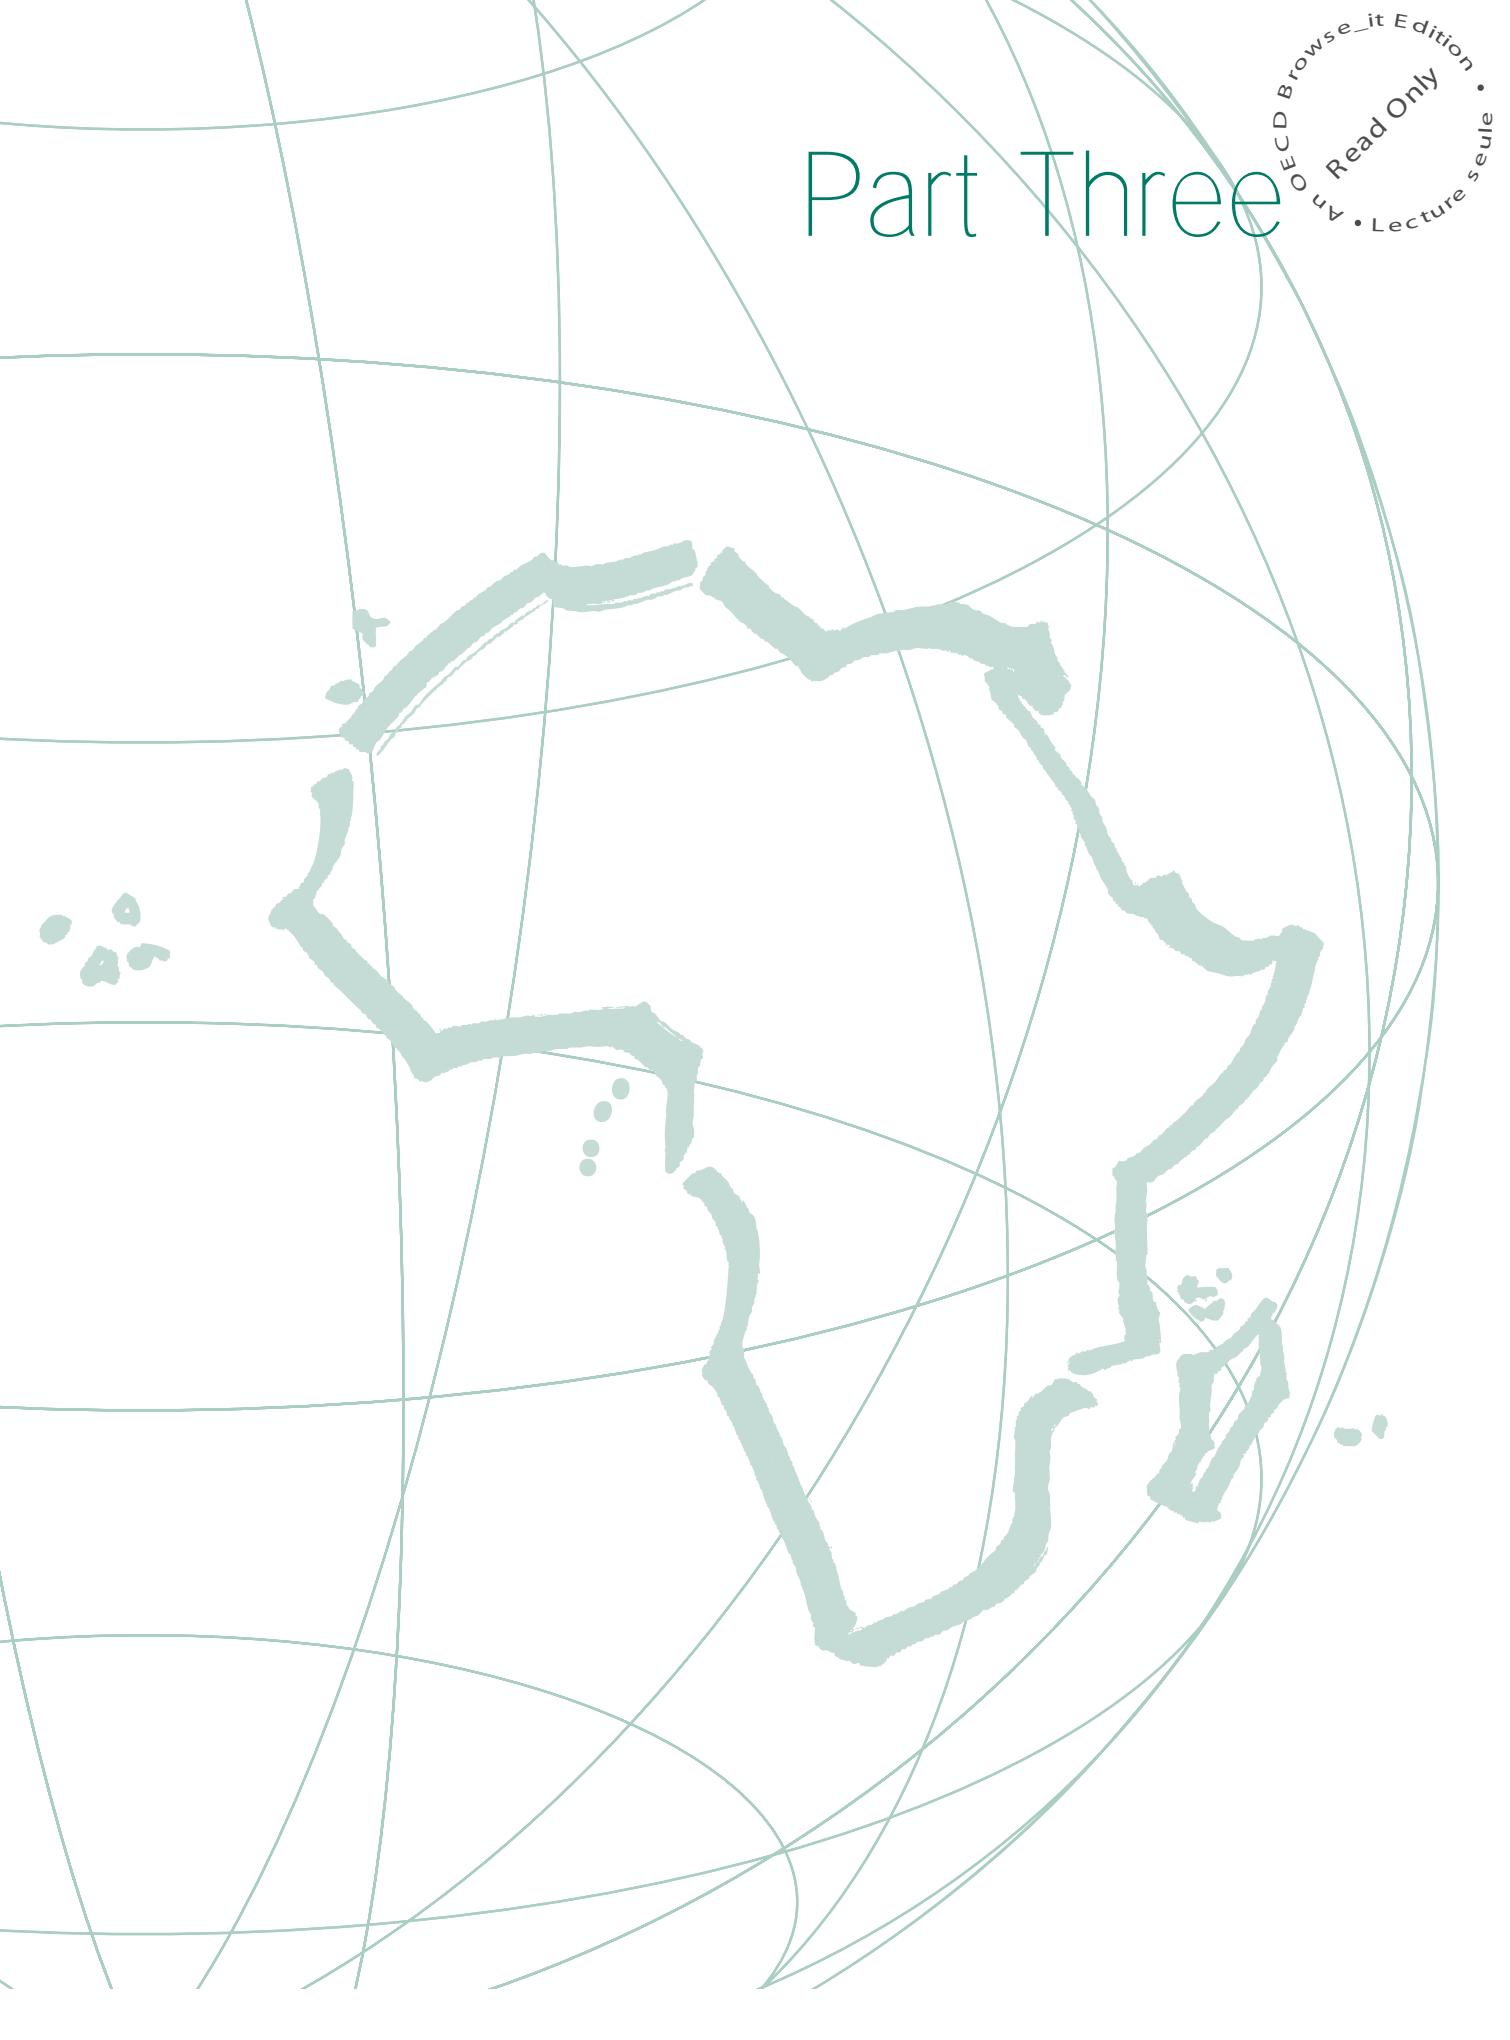 Part Three
An OECD Browse_it Edition •
Read Only
• Lecture seule